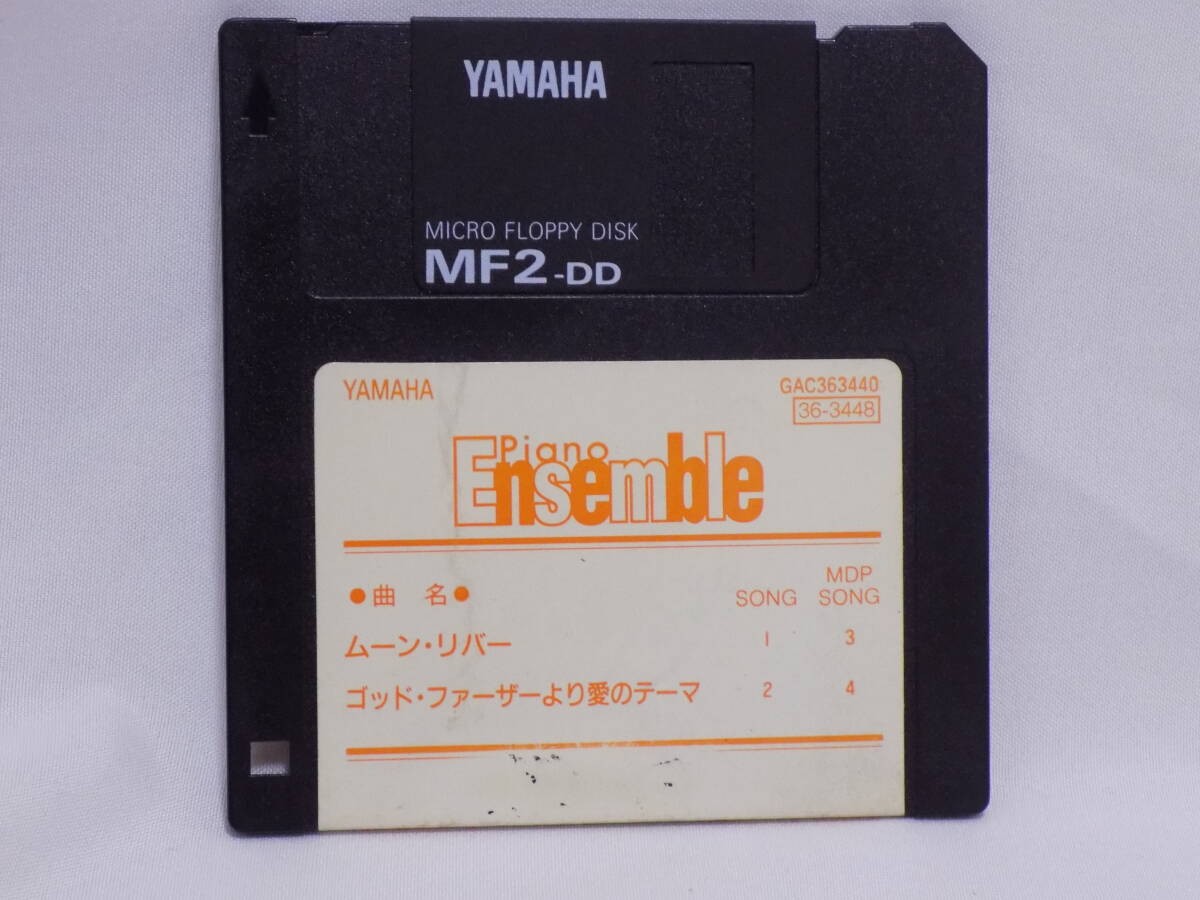 YAMAHA
MICRO FLOPPY DISK
MF2-DD
YAMAHA
GAC363440
36-3448
Piano
Ensemble
●曲 名●
SONG
MDP
SONG
ムーン・リバー 1 3
ゴッド・ファーザーより愛のテーマ 2 4